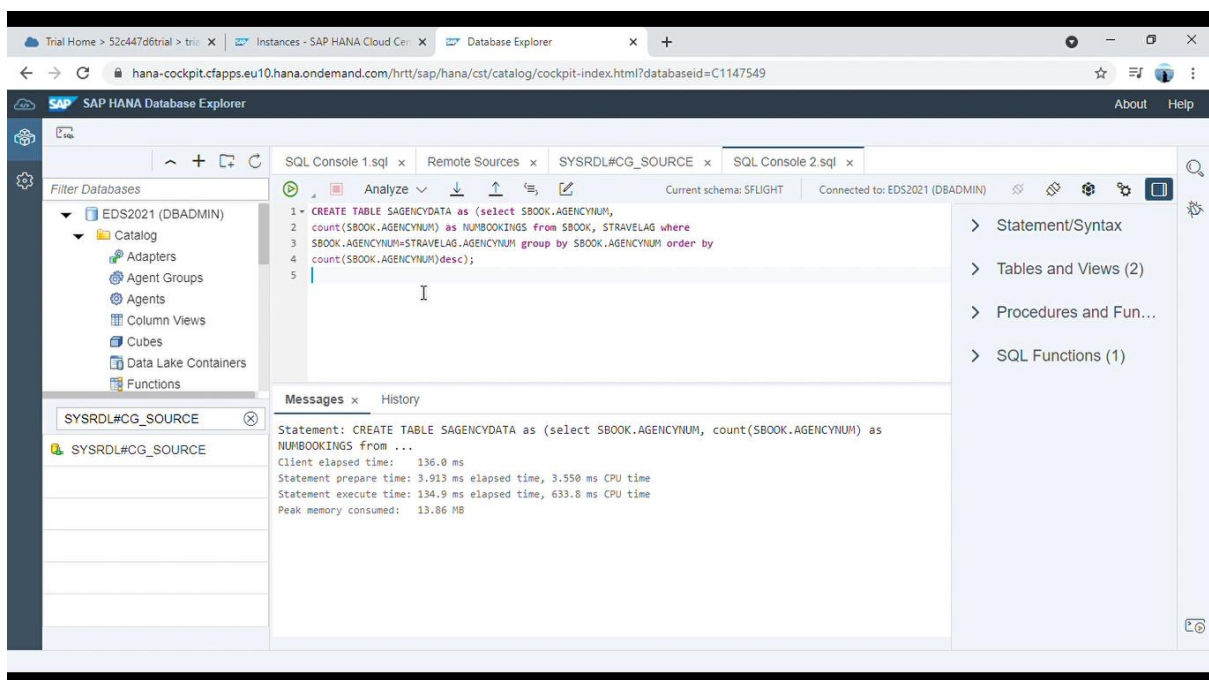 Trial Home > 52c447d6trial > tria
Instances - SAP HANA Cloud Cen
Database Explorer
hana-cockpit.cfapps.eu10.hana.ondemand.com/hrtt/sap/hana/cst/catalog/cockpit-index.html?databaseid=C1147549
SAP SAP HANA Database Explorer
About Help
SQL
SQL Console 1.sql
Remote Sources
SYSRDL#CG_SOURCE
SQL Console 2.sql
Filter Databases
Analyze
Current schema: SFLIGHT
Connected to: EDS2021 (DBADMIN)
EDS2021 (DBADMIN)
Catalog
Adapters
Agent Groups
Agents
Column Views
Cubes
Data Lake Containers
Functions
1 CREATE TABLE SAGENCYDATA as (select SBOOK.AGENCYNUM,
2 count(SBOOK.AGENCYNUM) as NUMBOOKINGS from SBOOK, STRAVELAG where
3 SBOOK.AGENCYNUM=STRAVELAG.AGENCYNUM group by SBOOK.AGENCYNUM order by
4 count(SBOOK.AGENCYNUM)desc);
5
Statement/Syntax
Tables and Views (2)
Procedures and Fun...
SQL Functions (1)
SYSRDL#CG_SOURCE
SYSRDL#CG_SOURCE
Messages
History
Statement: CREATE TABLE SAGENCYDATA as (select SBOOK.AGENCYNUM, count(SBOOK.AGENCYNUM) as
NUMBOOKINGS from ...
Client elapsed time: 136.0 ms
Statement prepare time: 3.913 ms elapsed time, 3.550 ms CPU time
Statement execute time: 134.9 ms elapsed time, 633.8 ms CPU time
Peak memory consumed: 13.86 MB